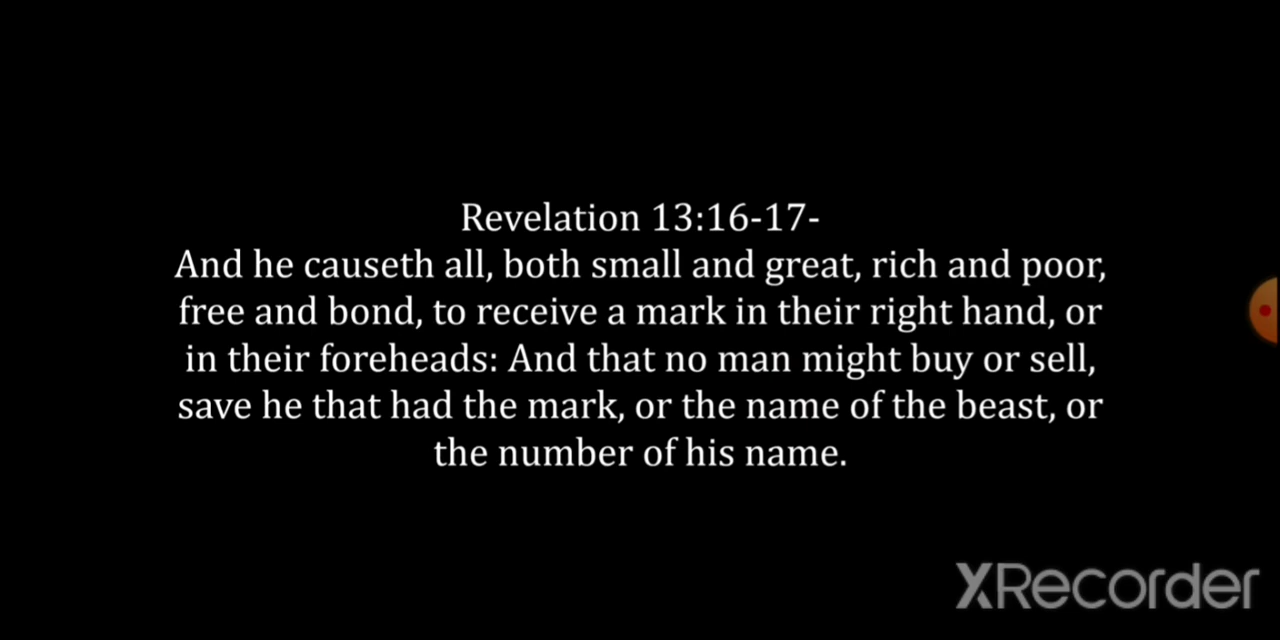 Revelation 13:16-17-
And he causeth all, both small and great, rich and poor,
free and bond, to receive a mark in their right hand, or
in their foreheads: And that no man might buy or sell,
save he that had the mark, or the name of the beast, or
the number of his name.
XRecorder